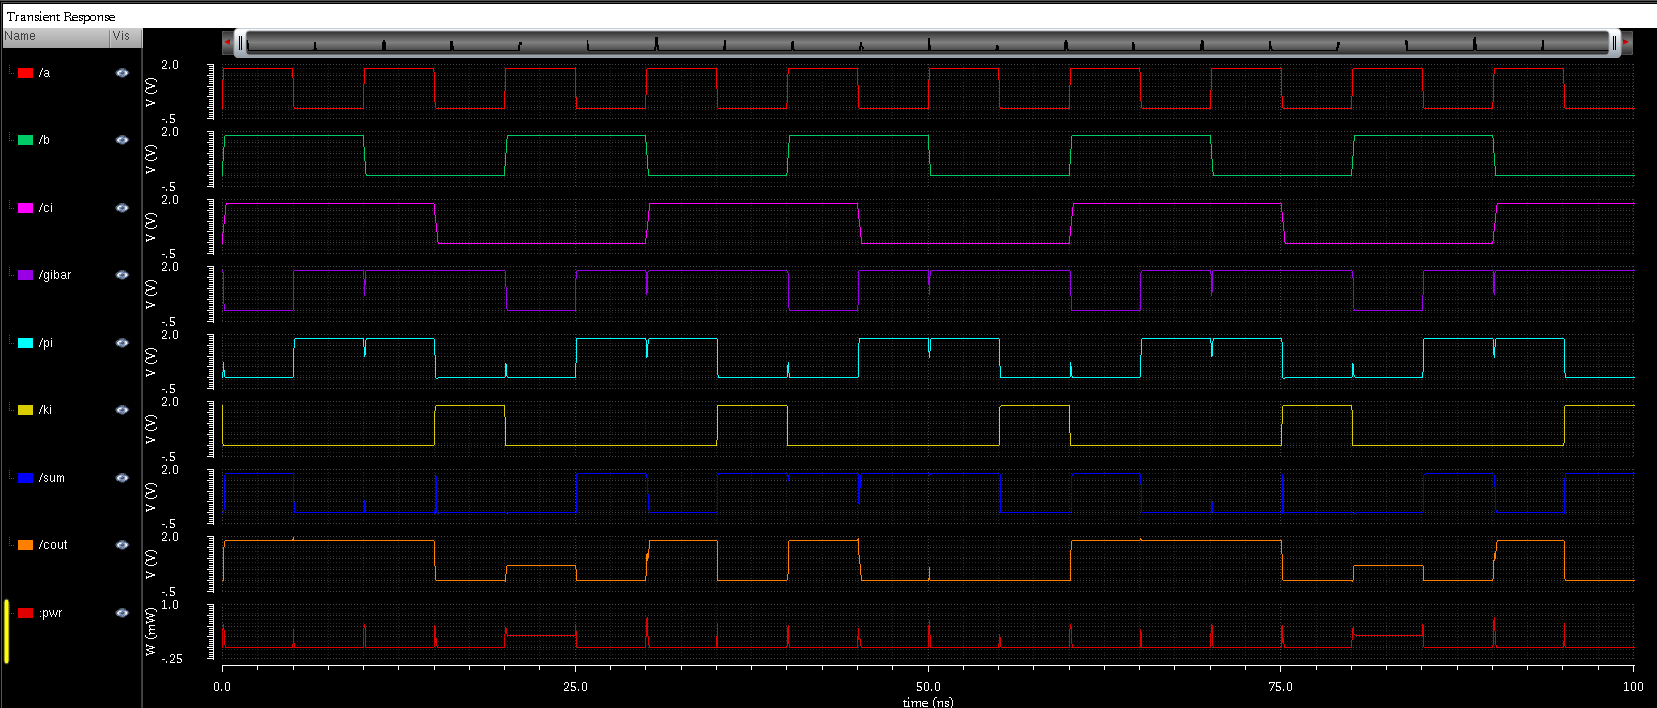 Transient Response
Name Vis
/a
V (V) 2.0 -.5
/b
V (V) 2.0 -.5
/ci
V (V) 2.0 -.5
/gibar
V (V) 2.0 -.5
/pi
V (V) 2.0 -.5
/ki
V (V) 2.0 -.5
/sum
V (V) 2.0 -.5
/cout
V (V) 2.0 -.5
:pwr
W (mW) 1.0 -.25
0.0 25.0 50.0 75.0 100
time (ns)